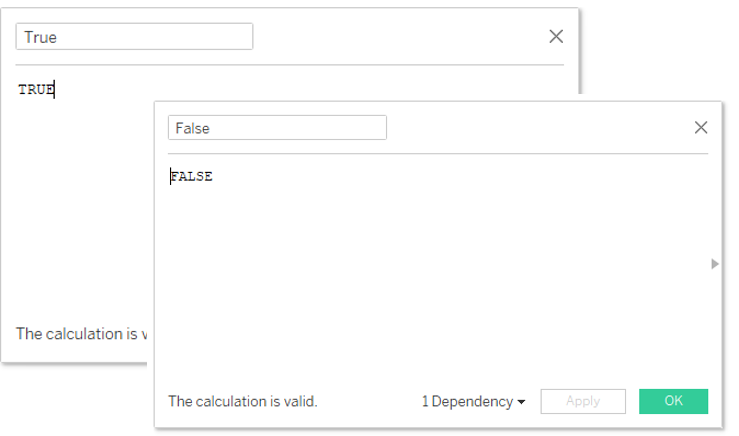 True
TRUE
The calculation is v
False
FALSE
The calculation is valid.
1 Dependency
Apply
OK